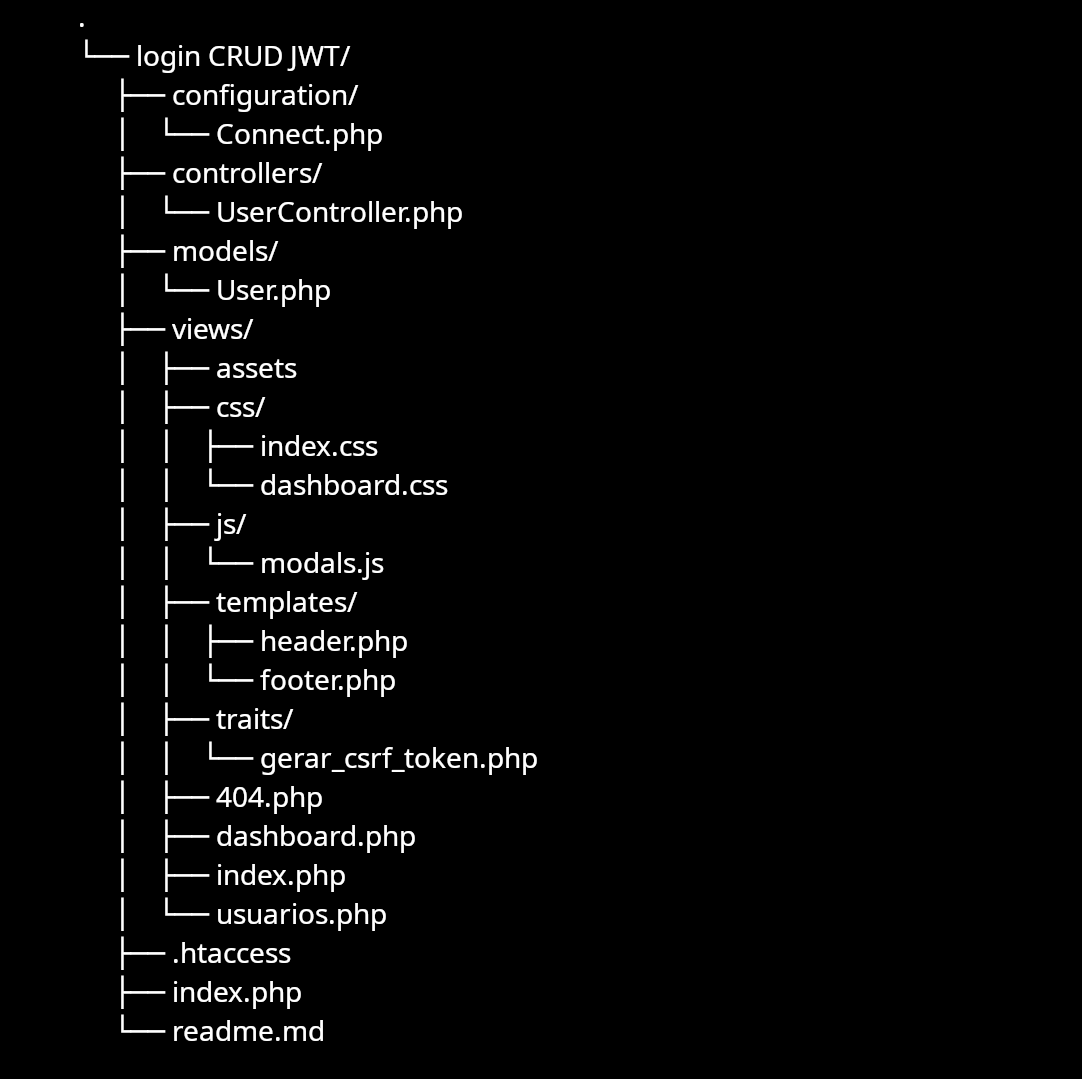 .
└── login CRUD JWT/
    ├── configuration/
    │   └── Connect.php
    ├── controllers/
    │   └── UserController.php
    ├── models/
    │   └── User.php
    ├── views/
    │   ├── assets
    │   ├── css/
    │   │   ├── index.css
    │   │   └── dashboard.css
    │   ├── js/
    │   │   └── modals.js
    │   ├── templates/
    │   │   ├── header.php
    │   │   └── footer.php
    │   ├── traits/
    │   │   └── gerar_csrf_token.php
    │   ├── 404.php
    │   ├── dashboard.php
    │   ├── index.php
    │   └── usuarios.php
    ├── .htaccess
    ├── index.php
    └── readme.md